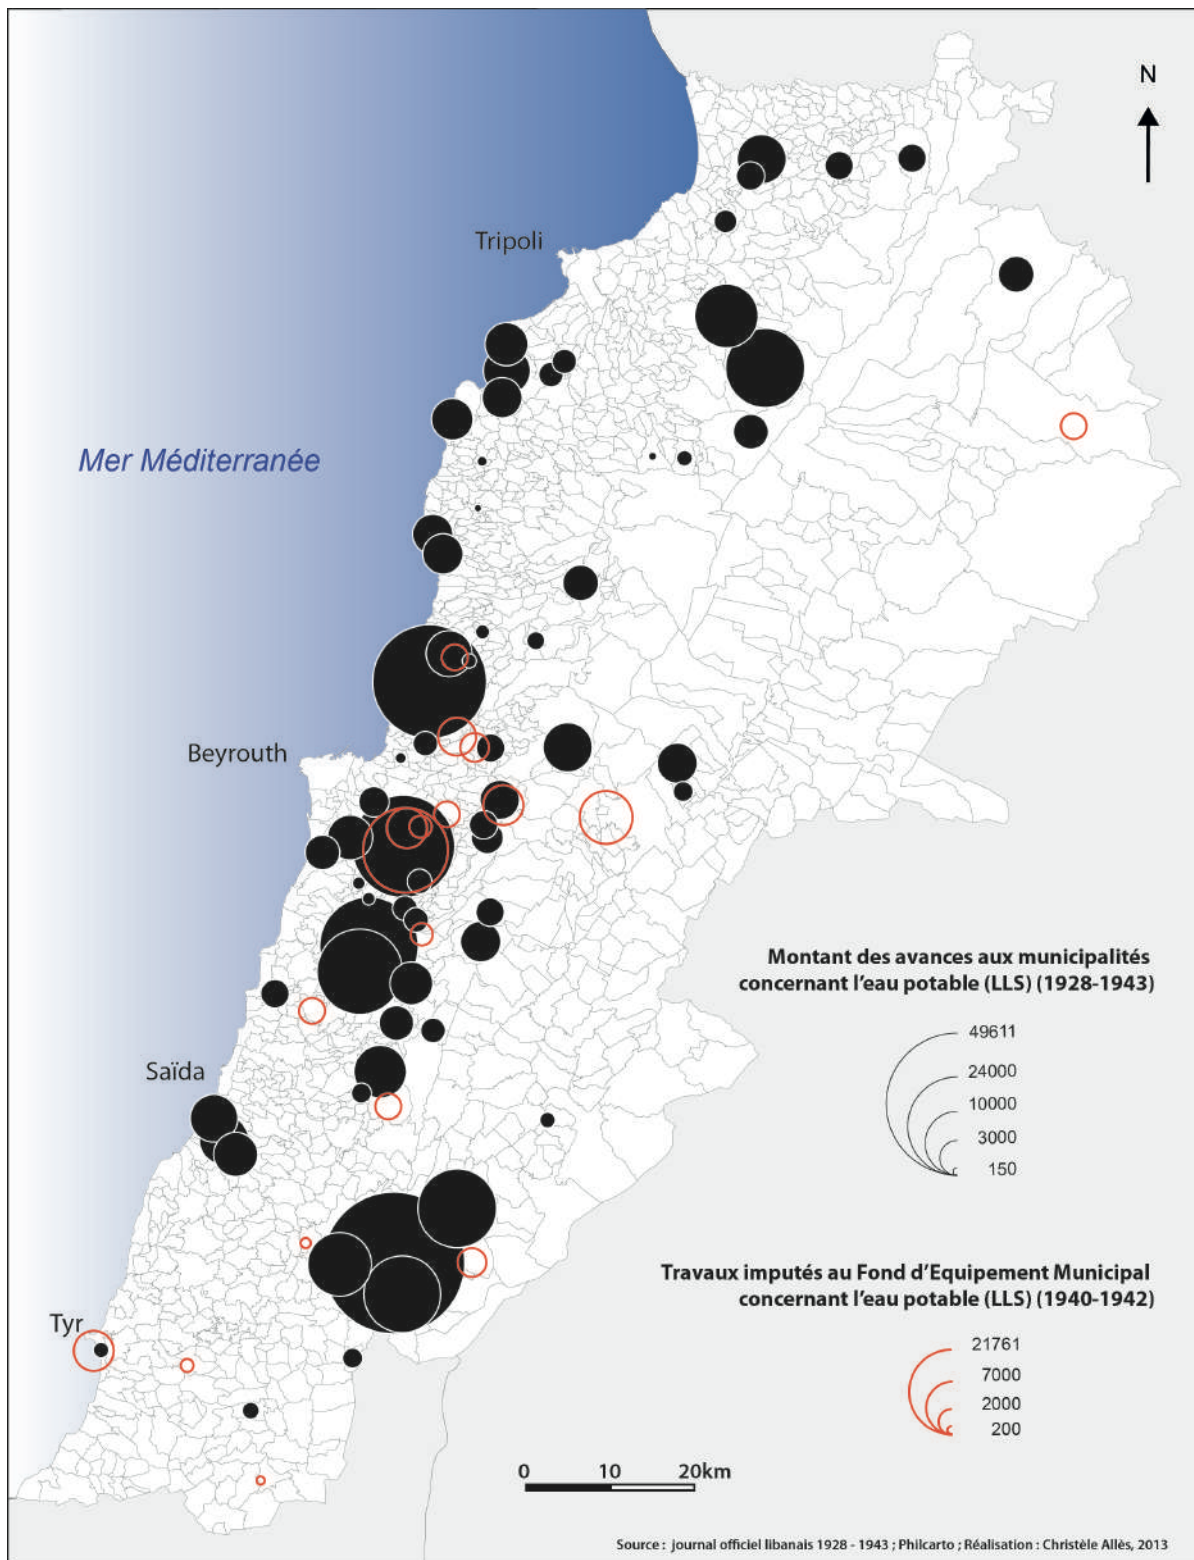 N
Tripoli
Mer Méditerranée
Beyrouth
Saïda
Tyr
Montant des avances aux municipalités
concernant l'eau potable (LLS) (1928-1943)
49611
24000
10000
3000
150
Travaux imputés au Fond d'Equipement Municipal
concernant l'eau potable (LLS) (1940-1942)
21761
7000
2000
200
0 10 20km
Source : journal officiel libanais 1928 - 1943 ; Philcarto ; Réalisation : Christèle Allès, 2013